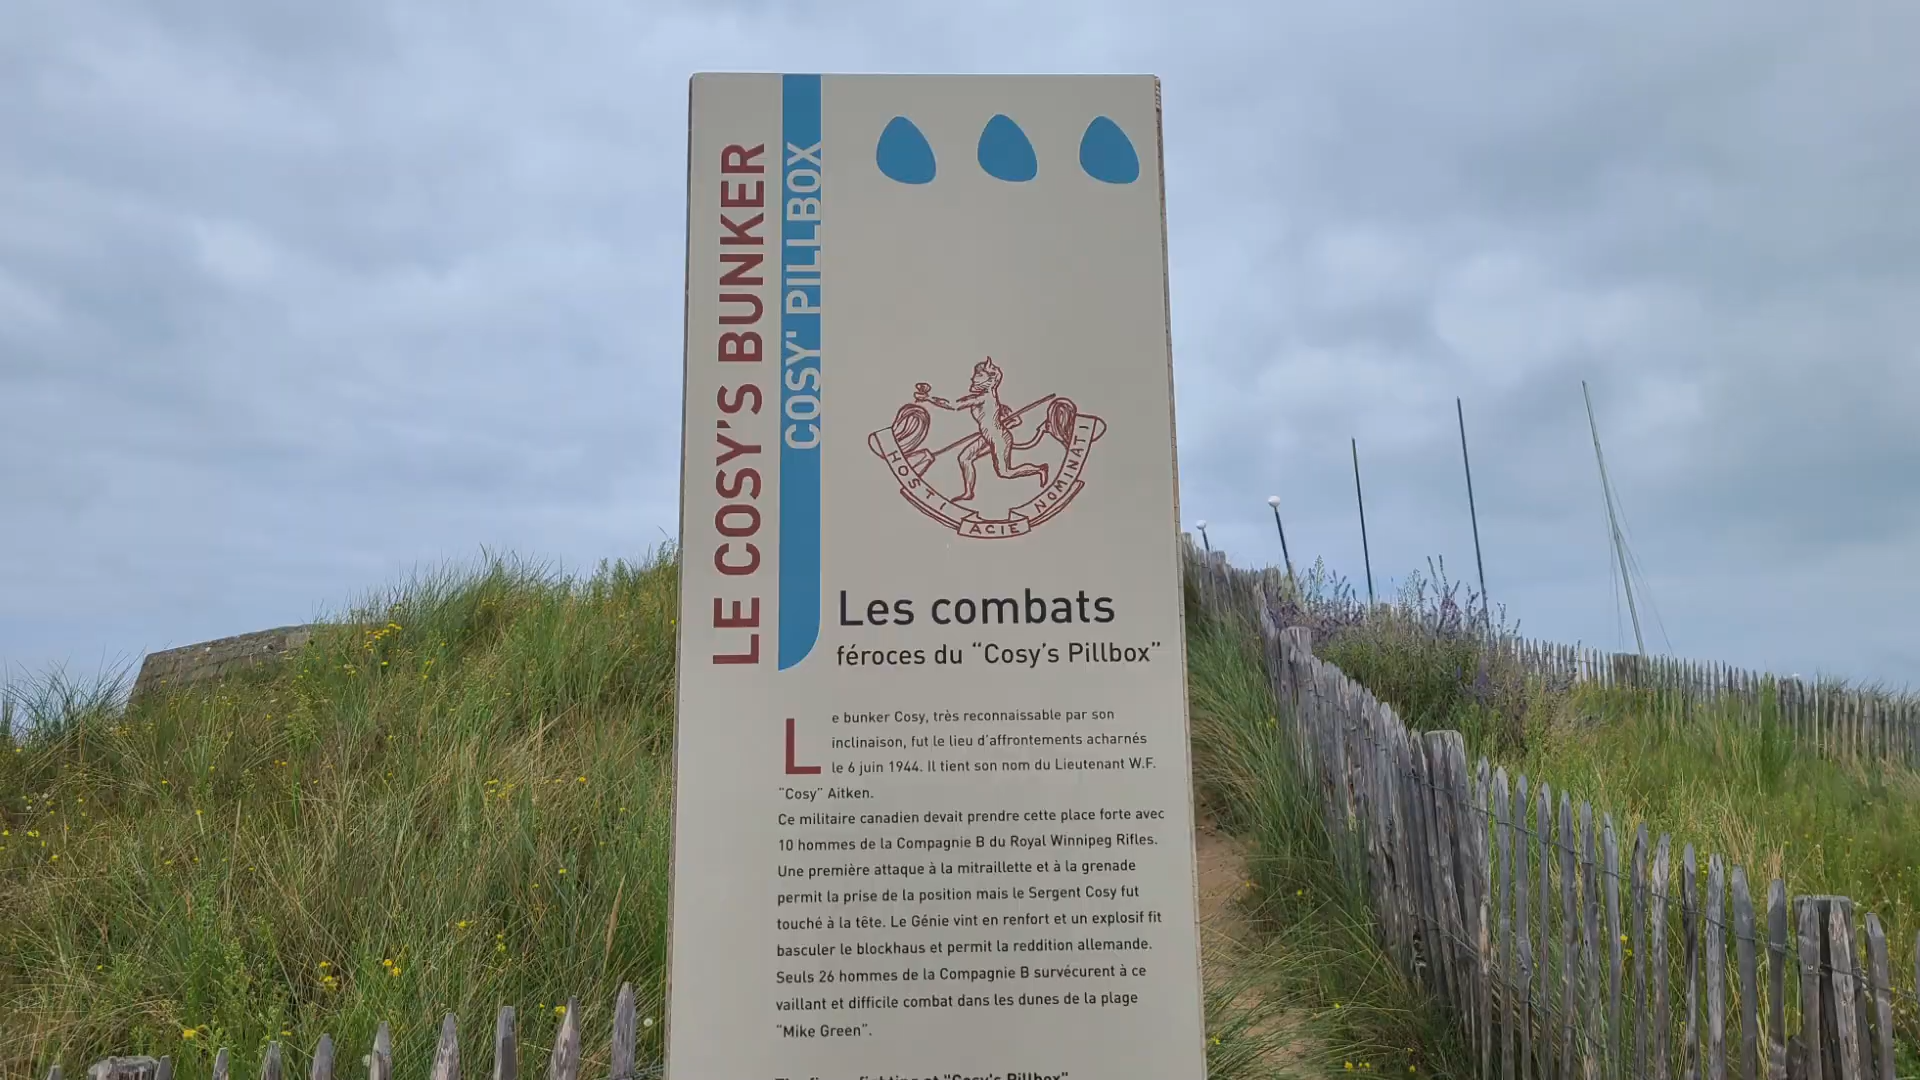 LE COSY'S BUNKER
COSY' PILLBOX
HOSTI ACIE NOMINATI
Les combats
féroces du “Cosy's Pillbox”
Le bunker Cosy, très reconnaissable par son
inclinaison, fut le lieu d'affrontements acharnés
le 6 juin 1944. Il tient son nom du Lieutenant W.F.
“Cosy” Aitken.
Ce militaire canadien devait prendre cette place forte avec
10 hommes de la Compagnie B du Royal Winnipeg Rifles.
Une première attaque à la mitraillette et à la grenade
permit la prise de la position mais le Sergent Cosy fut
touché à la tête. Le Génie vint en renfort et un explosif fit
basculer le blockhaus et permit la reddition allemande.
Seuls 26 hommes de la Compagnie B survécurent à ce
vaillant et difficile combat dans les dunes de la plage
“Mike Green”.
The fierce fighting at "Cosy's Pillbox"